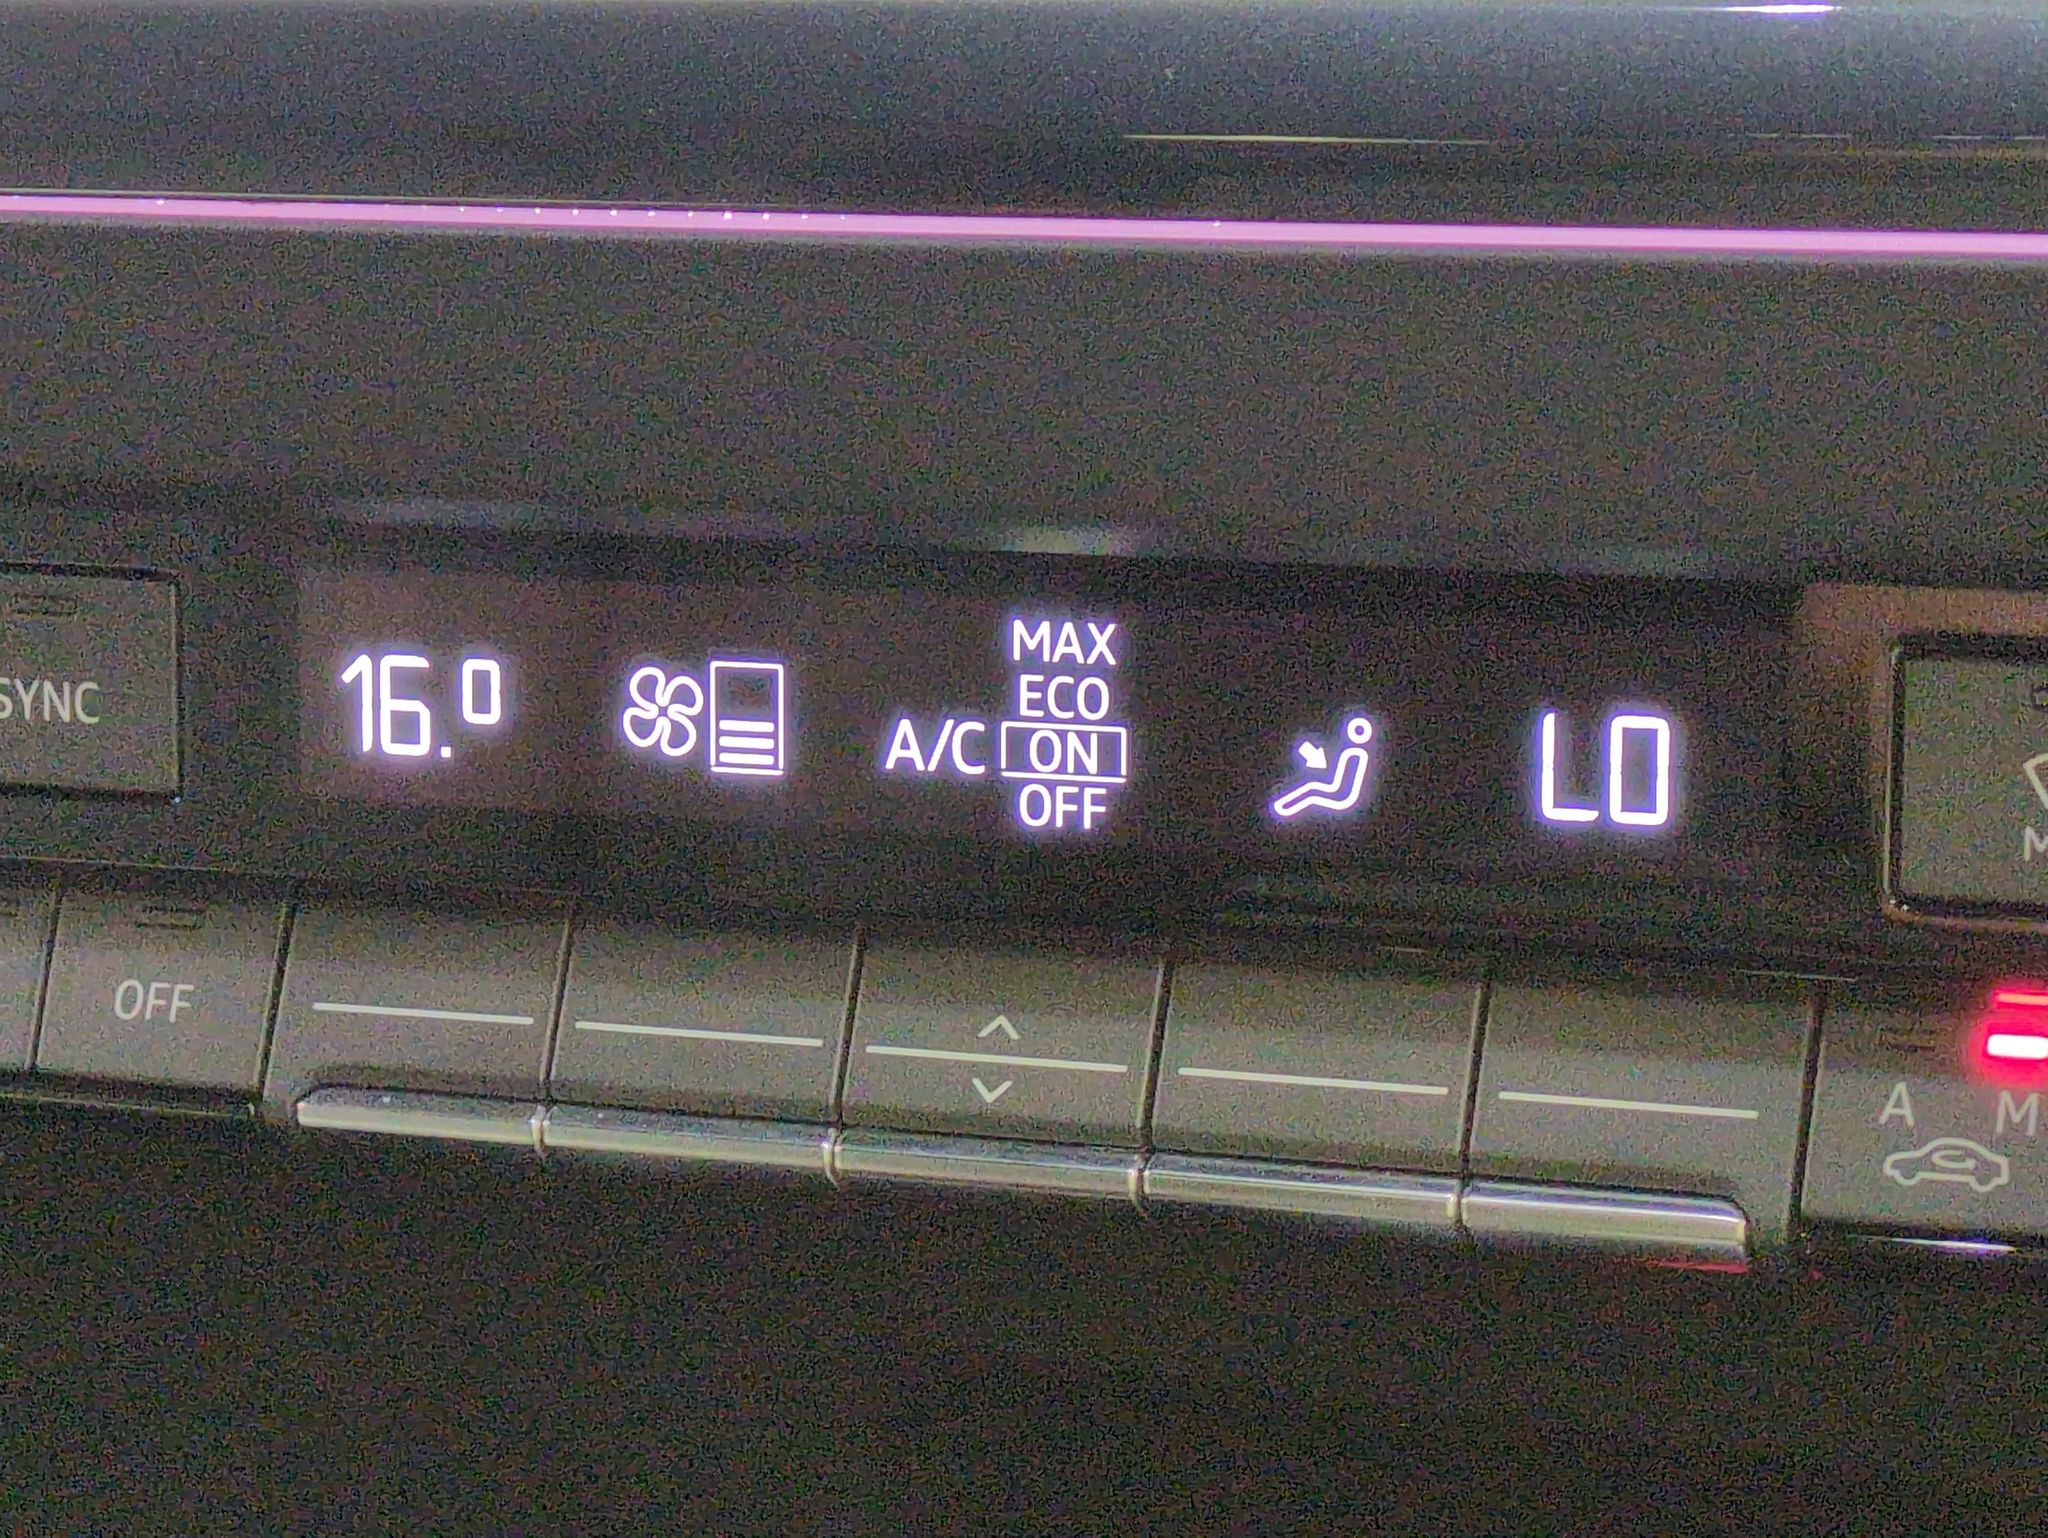 SYNC
16.0
MAX
ECO
A/C ON
OFF
LO
OFF
A M